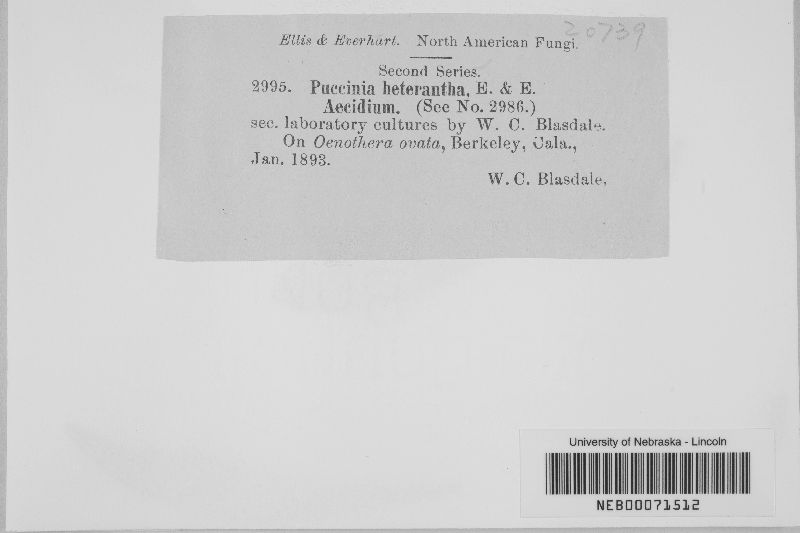 20739
Ellis & Everhart. North American Fungi.
Second Series.
2995. Puccinia heterantha, E. & E.
Aecidium. (See No. 2986.)
sec. laboratory cultures by W. C. Blasdale.
On Oenothera ovata, Berkeley, Cala.,
Jan. 1893.
W. C. Blasdale.
University of Nebraska - Lincoln
NEB00071512